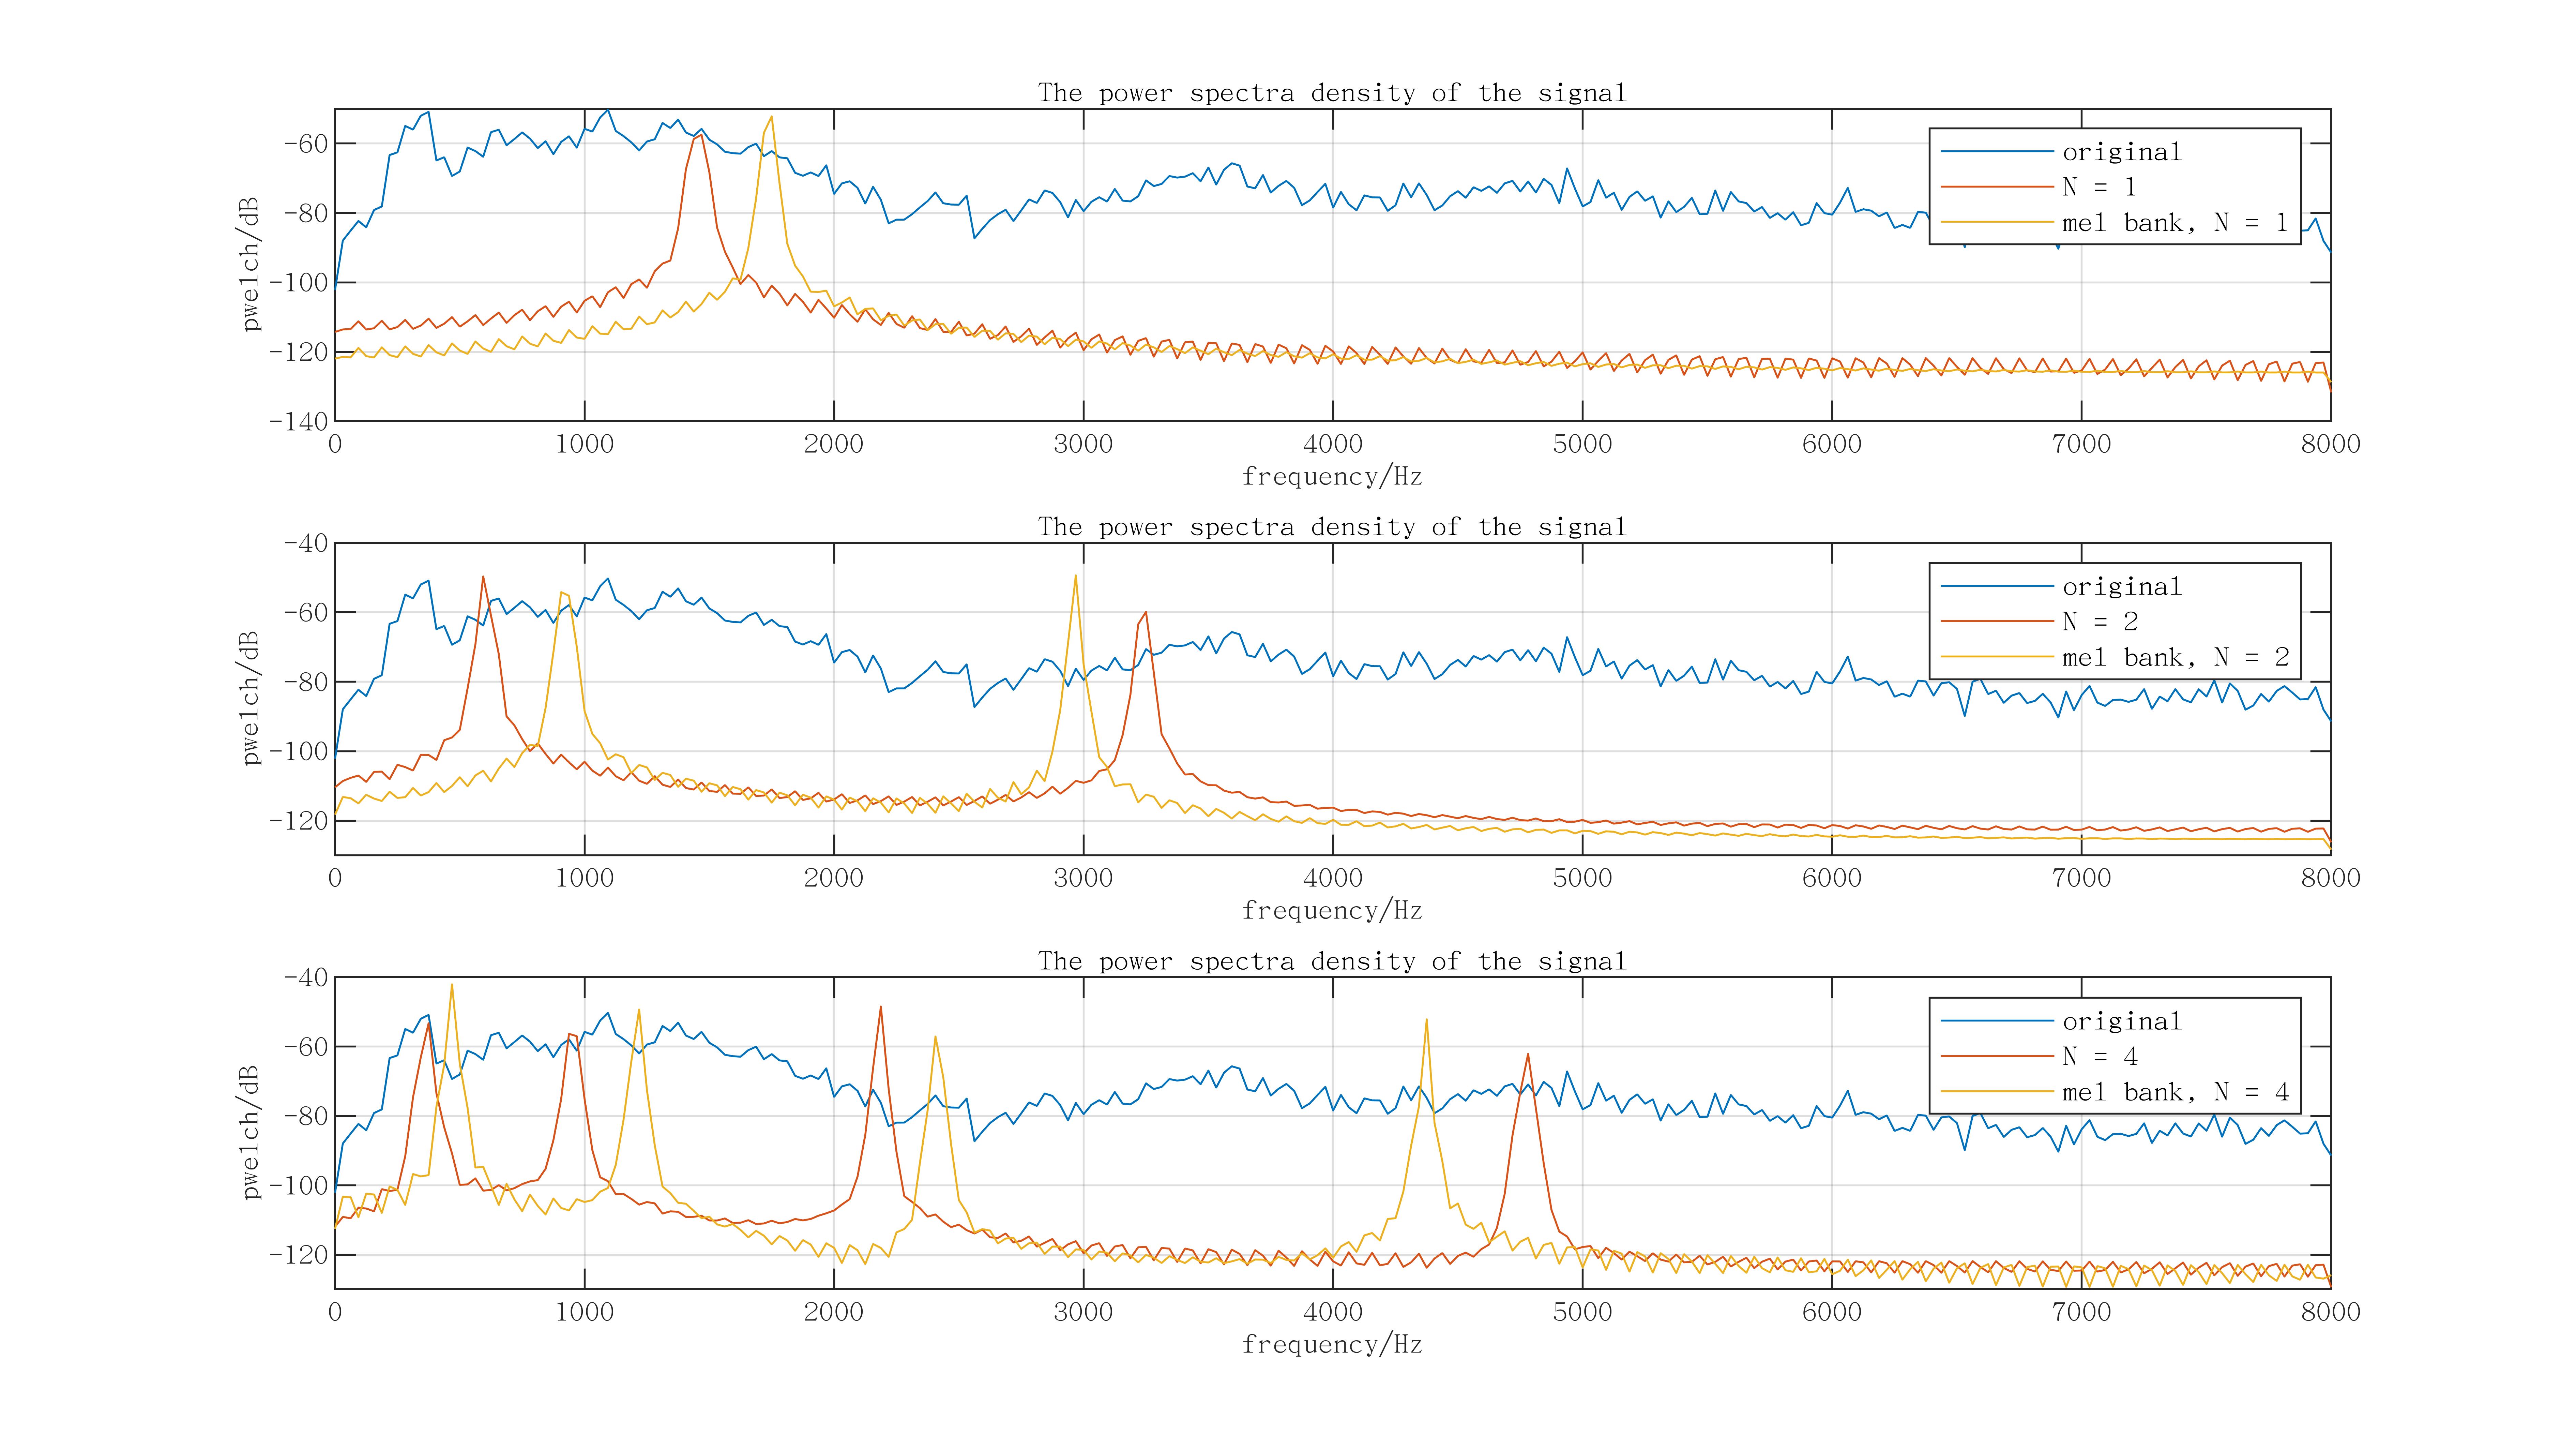 The power spectra density of the signal
-60
-80
-100
-120
-140
pwelch/dB
original
N = 1
mel bank, N = 1
0 1000 2000 3000 4000 5000 6000 7000 8000
frequency/Hz
The power spectra density of the signal
-40
-60
-80
-100
-120
pwelch/dB
original
N = 2
mel bank, N = 2
0 1000 2000 3000 4000 5000 6000 7000 8000
frequency/Hz
The power spectra density of the signal
-40
-60
-80
-100
-120
pwelch/dB
original
N = 4
mel bank, N = 4
0 1000 2000 3000 4000 5000 6000 7000 8000
frequency/Hz